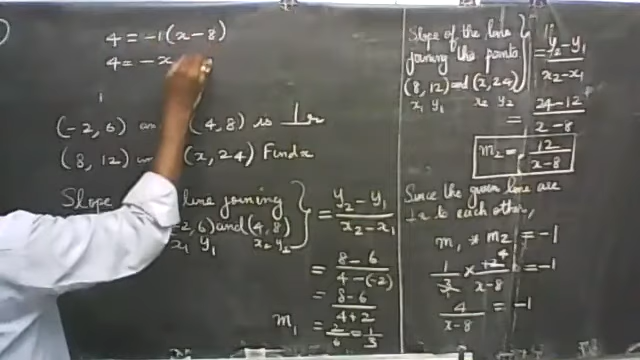 4 = -1(x-8)
4 = -x
(-2, 6) and (4, 8) is ⊥r
(8, 12) and (x, 24) Find x
Slope line joining
-2, 6) and (4, 8) } = y₂ - y₁ / x₂ - x₁
x₁ y₁ x₂ y₂
= 8 - 6 / 4 - (-2)
= 8 - 6 / 4 + 2
m₁ = 2/6 = 1/3
Slope of the line
joining the points } = y₂ - y₁ / x₂ - x₁
(8, 12) and (x, 24)
x₁ y₁ x₂ y₂
= 24 - 12 / x - 8
m₂ = 12 / x - 8
Since the given line are
⊥r to each other,
m₁ * m₂ = -1
1/3 * 12 4 / x - 8 = -1
4 / x - 8 = -1